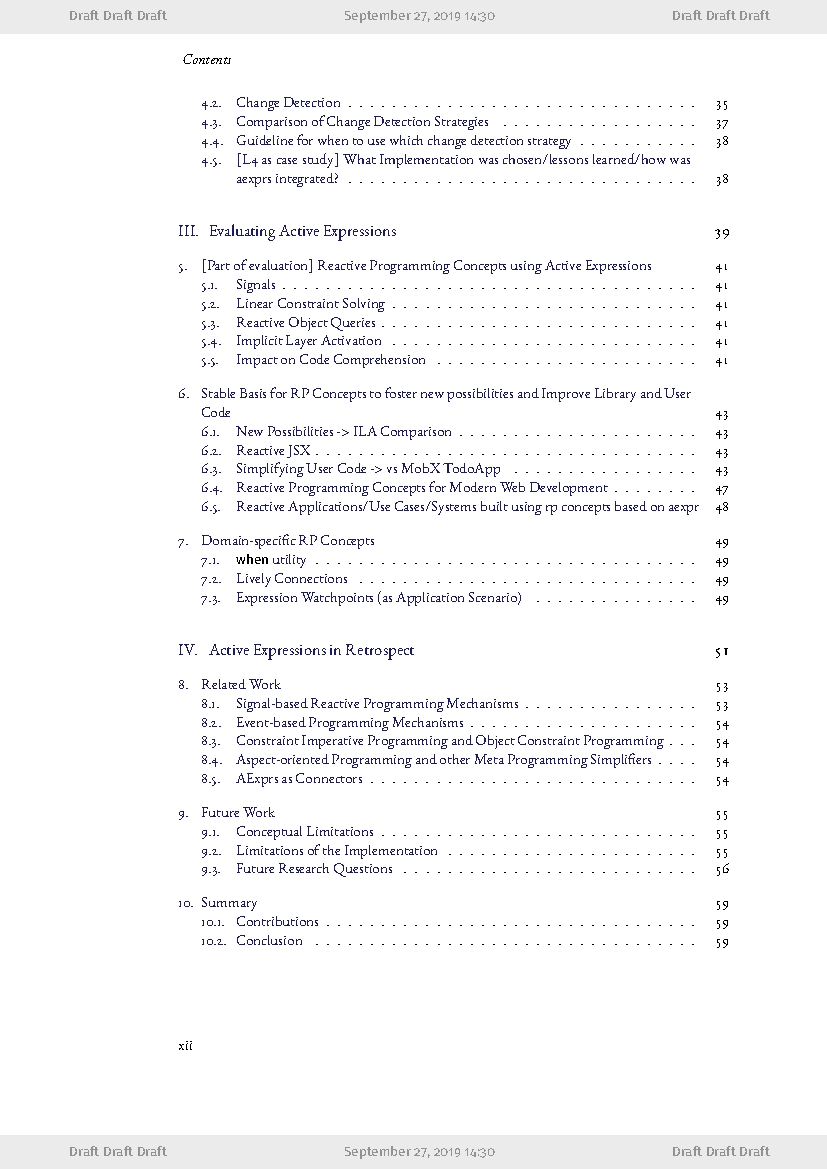 Draft Draft Draft September 27, 2019 14:30 Draft Draft Draft
Contents
4.2. Change Detection . . . . . . . . . . . . . . . . . . . . . . . . . . . . . . 35
4.3. Comparison of Change Detection Strategies . . . . . . . . . . . . . . . . . 37
4.4. Guideline for when to use which change detection strategy . . . . . . . . . . . 38
4.5. [L4 as case study] What Implementation was chosen/lessons learned/how was
aexprs integrated? . . . . . . . . . . . . . . . . . . . . . . . . . . . . . . 38
III. Evaluating Active Expressions 39
5. [Part of evaluation] Reactive Programming Concepts using Active Expressions 41
5.1. Signals . . . . . . . . . . . . . . . . . . . . . . . . . . . . . . . . . . . 41
5.2. Linear Constraint Solving . . . . . . . . . . . . . . . . . . . . . . . . . . 41
5.3. Reactive Object Queries . . . . . . . . . . . . . . . . . . . . . . . . . . . 41
5.4. Implicit Layer Activation . . . . . . . . . . . . . . . . . . . . . . . . . . 41
5.5. Impact on Code Comprehension . . . . . . . . . . . . . . . . . . . . . . 41
6. Stable Basis for RP Concepts to foster new possibilities and Improve Library and User
Code 43
6.1. New Possibilities -> ILA Comparison . . . . . . . . . . . . . . . . . . . . 43
6.2. Reactive JSX . . . . . . . . . . . . . . . . . . . . . . . . . . . . . . . . 43
6.3. Simplifying User Code -> vs MobX TodoApp . . . . . . . . . . . . . . . . 43
6.4. Reactive Programming Concepts for Modern Web Development . . . . . . . 47
6.5. Reactive Applications/Use Cases/Systems built using rp concepts based on aexpr 48
7. Domain-specific RP Concepts 49
7.1. when utility . . . . . . . . . . . . . . . . . . . . . . . . . . . . . . . . 49
7.2. Lively Connections . . . . . . . . . . . . . . . . . . . . . . . . . . . . . 49
7.3. Expression Watchpoints (as Application Scenario) . . . . . . . . . . . . . . 49
IV. Active Expressions in Retrospect 51
8. Related Work 53
8.1. Signal-based Reactive Programming Mechanisms . . . . . . . . . . . . . . . 53
8.2. Event-based Programming Mechanisms . . . . . . . . . . . . . . . . . . . 54
8.3. Constraint Imperative Programming and Object Constraint Programming . . . 54
8.4. Aspect-oriented Programming and other Meta Programming Simplifiers . . . . 54
8.5. AExprs as Connectors . . . . . . . . . . . . . . . . . . . . . . . . . . . . 54
9. Future Work 55
9.1. Conceptual Limitations . . . . . . . . . . . . . . . . . . . . . . . . . . . 55
9.2. Limitations of the Implementation . . . . . . . . . . . . . . . . . . . . . 55
9.3. Future Research Questions . . . . . . . . . . . . . . . . . . . . . . . . . 56
10. Summary 59
10.1. Contributions . . . . . . . . . . . . . . . . . . . . . . . . . . . . . . . 59
10.2. Conclusion . . . . . . . . . . . . . . . . . . . . . . . . . . . . . . . . 59
xii
Draft Draft Draft September 27, 2019 14:30 Draft Draft Draft